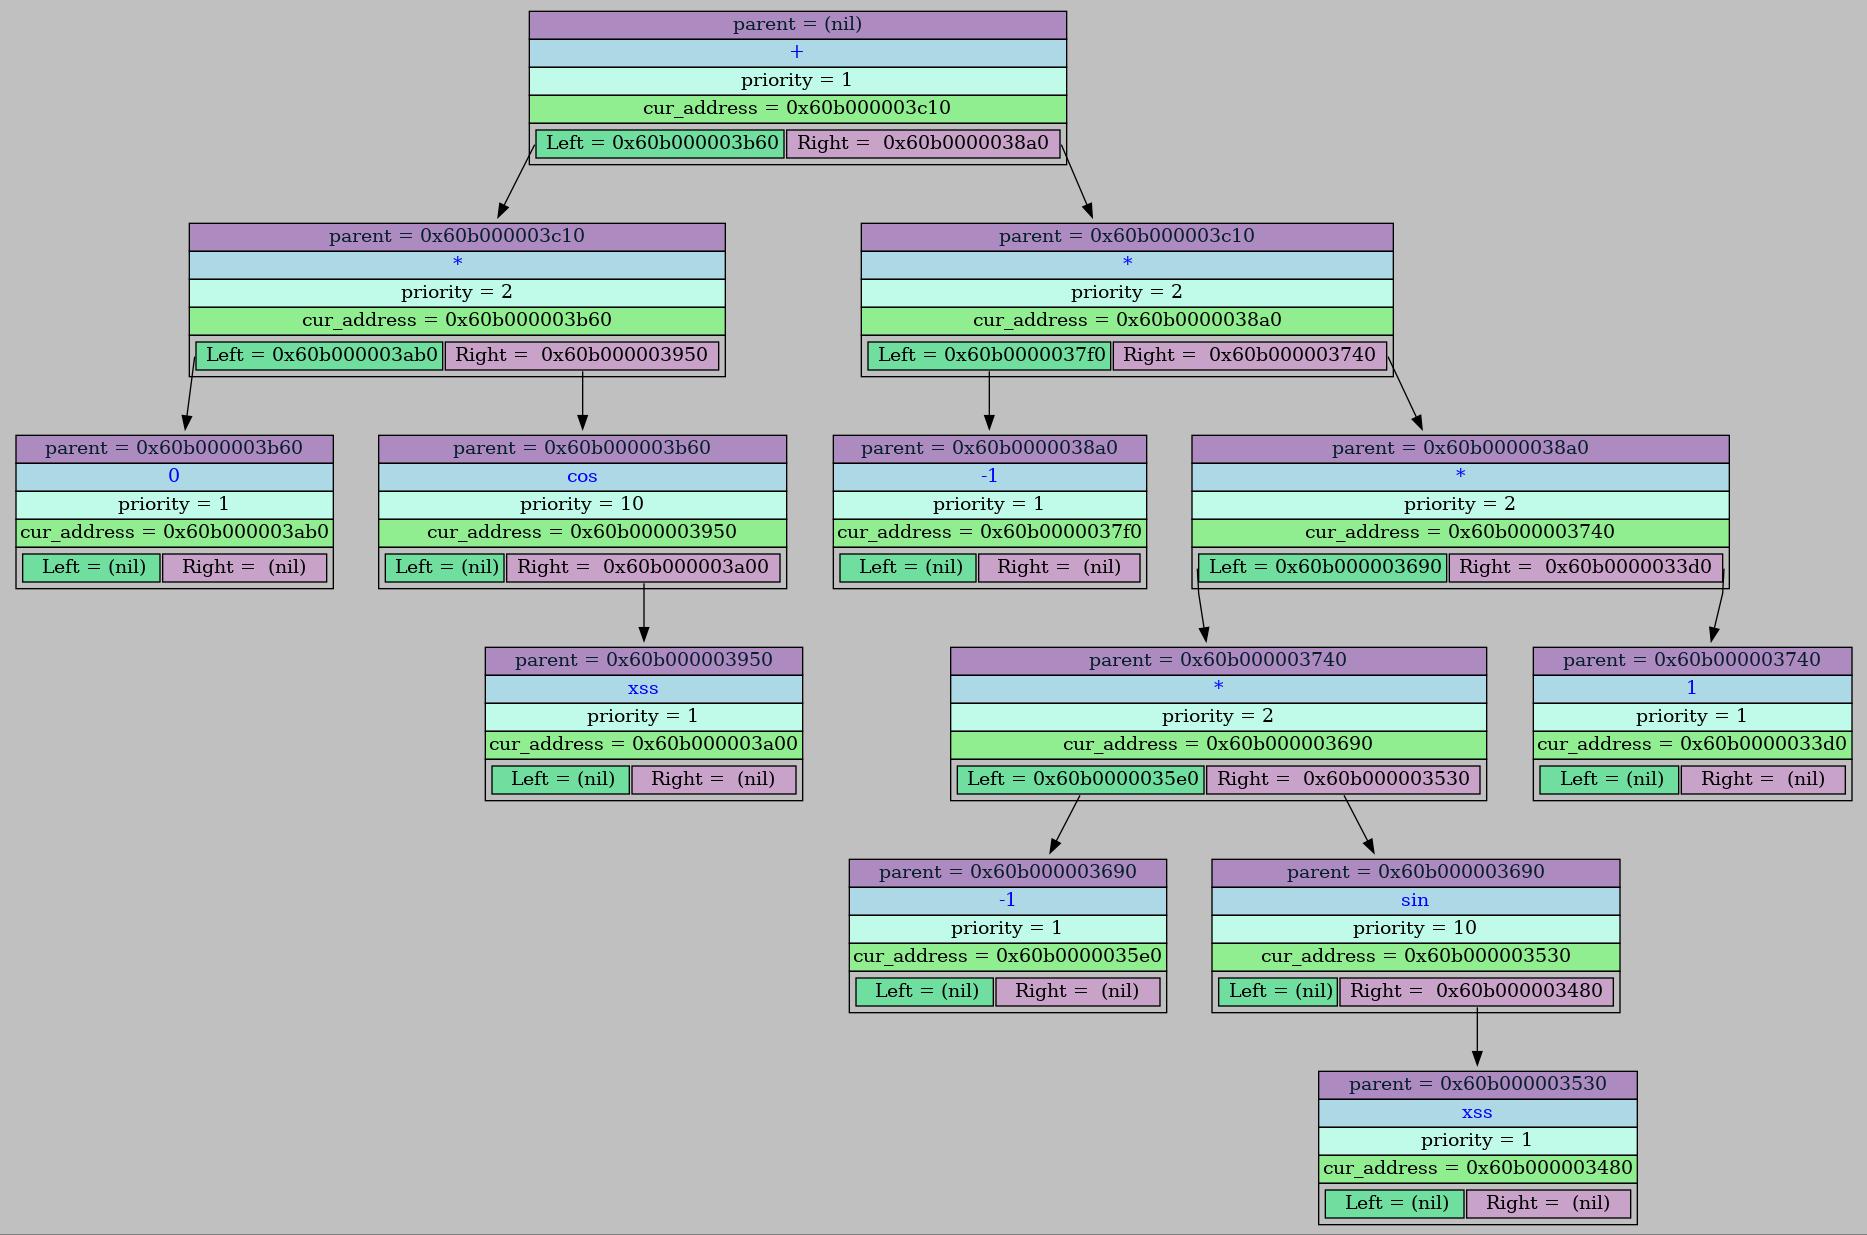 parent = (nil)
+
priority = 1
cur_address = 0x60b000003c10
Left = 0x60b000003b60 Right =  0x60b0000038a0
parent = 0x60b000003c10
*
priority = 2
cur_address = 0x60b000003b60
Left = 0x60b000003ab0 Right =  0x60b000003950
parent = 0x60b000003c10
*
priority = 2
cur_address = 0x60b0000038a0
Left = 0x60b0000037f0 Right =  0x60b000003740
parent = 0x60b000003b60
0
priority = 1
cur_address = 0x60b000003ab0
Left = (nil) Right =  (nil)
parent = 0x60b000003b60
cos
priority = 10
cur_address = 0x60b000003950
Left = (nil) Right =  0x60b000003a00
parent = 0x60b0000038a0
-1
priority = 1
cur_address = 0x60b0000037f0
Left = (nil) Right =  (nil)
parent = 0x60b0000038a0
*
priority = 2
cur_address = 0x60b000003740
Left = 0x60b000003690 Right =  0x60b0000033d0
parent = 0x60b000003950
xss
priority = 1
cur_address = 0x60b000003a00
Left = (nil) Right =  (nil)
parent = 0x60b000003740
*
priority = 2
cur_address = 0x60b000003690
Left = 0x60b0000035e0 Right =  0x60b000003530
parent = 0x60b000003740
1
priority = 1
cur_address = 0x60b0000033d0
Left = (nil) Right =  (nil)
parent = 0x60b000003690
-1
priority = 1
cur_address = 0x60b0000035e0
Left = (nil) Right =  (nil)
parent = 0x60b000003690
sin
priority = 10
cur_address = 0x60b000003530
Left = (nil) Right =  0x60b000003480
parent = 0x60b000003530
xss
priority = 1
cur_address = 0x60b000003480
Left = (nil) Right =  (nil)